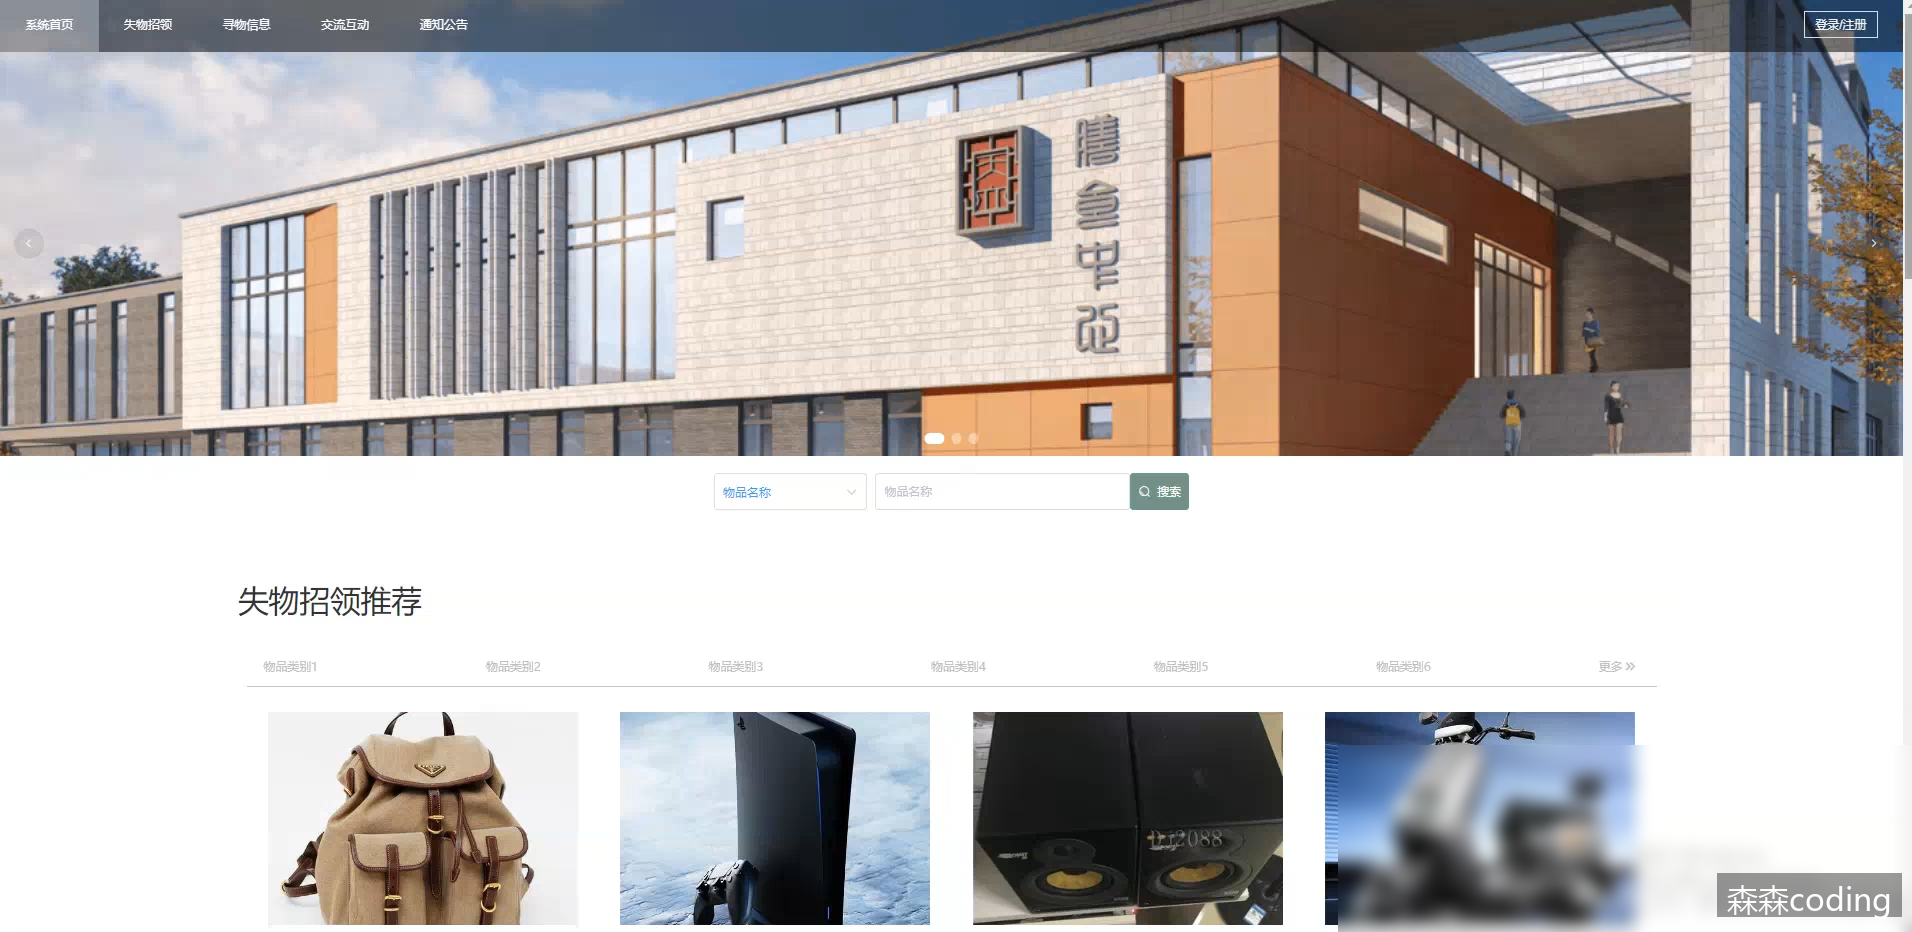 系统首页
失物招领
寻物信息
交流互动
通知公告
登录/注册
膳食中心
物品名称
物品名称
搜索
失物招领推荐
物品类别1
物品类别2
物品类别3
物品类别4
物品类别5
物品类别6
更多
DJ2088
森森coding